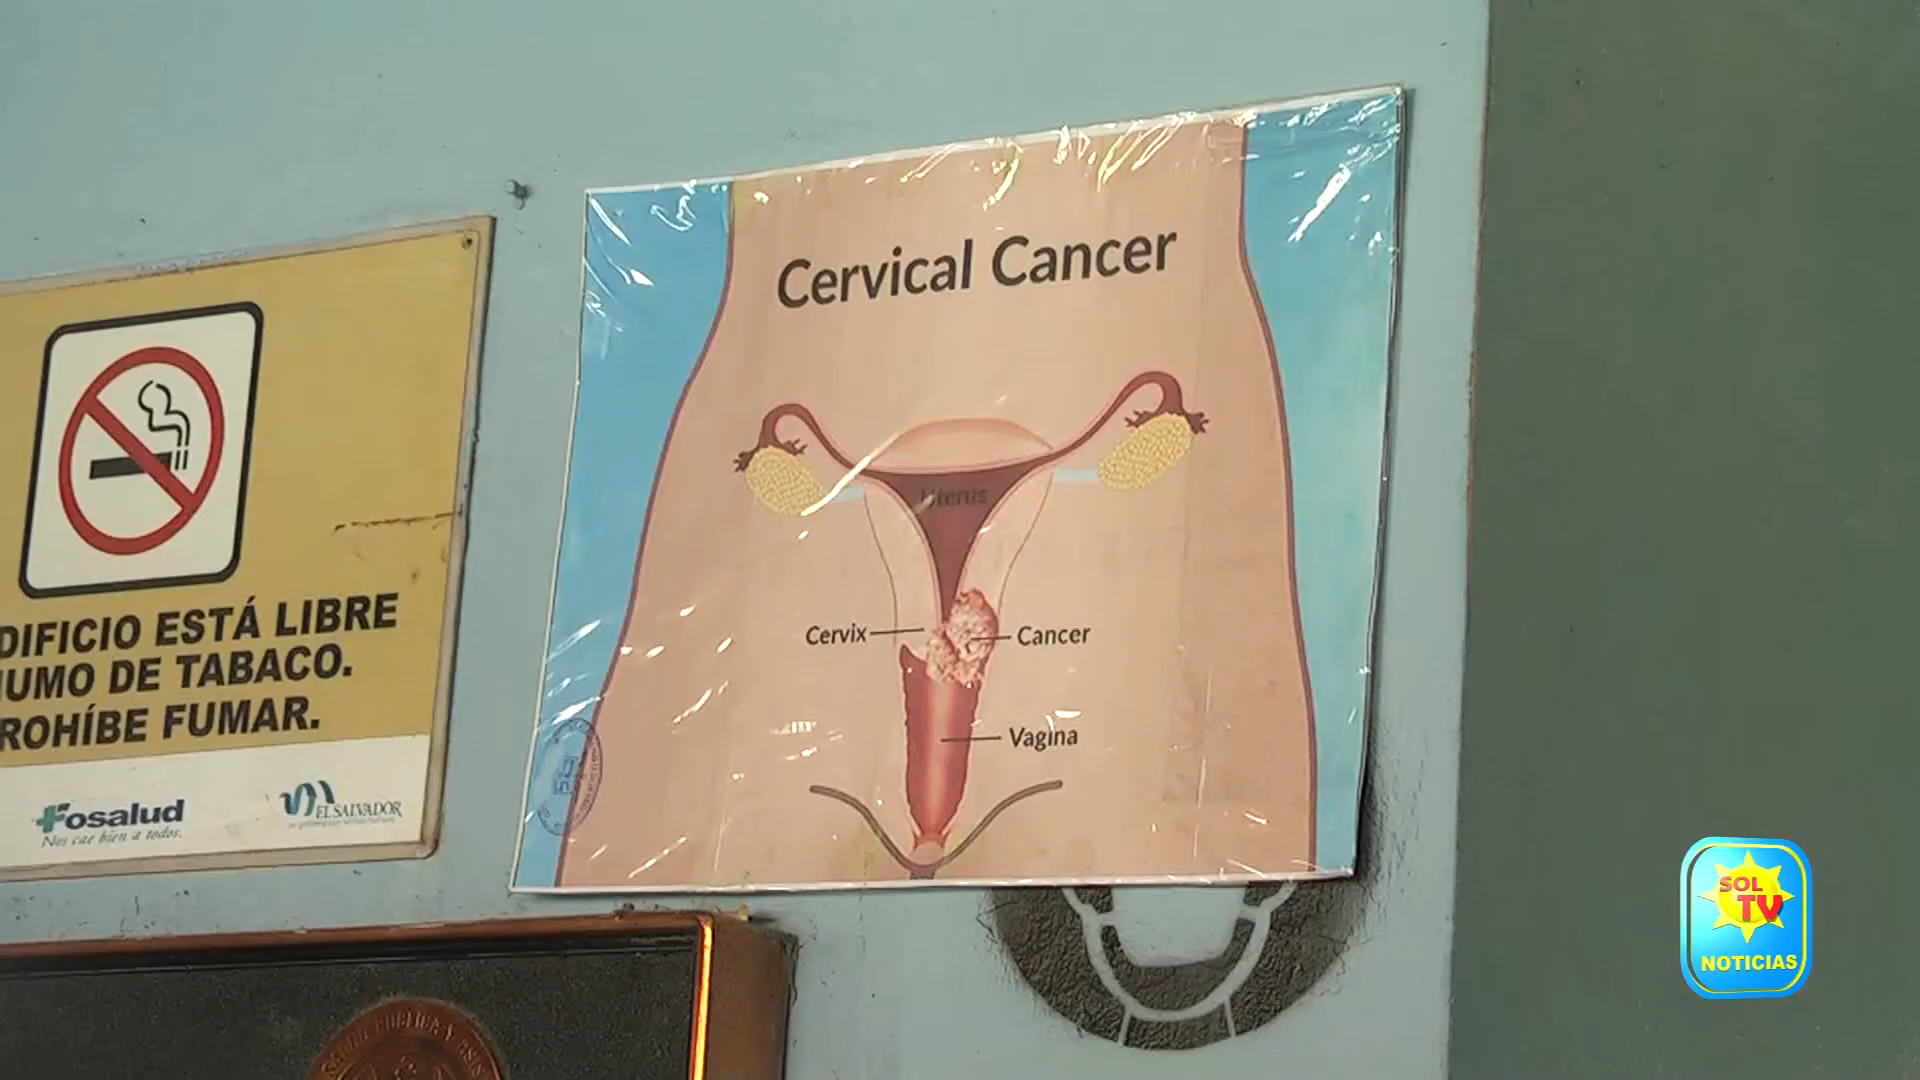 Cervical Cancer
Uterus
Cervix
Cancer
Vagina
DIFICIO ESTÁ LIBRE
UMO DE TABACO.
ROHÍBE FUMAR.
Fosalud
Nos cae bien a todos.
EL SALVADOR
SOL
TV
NOTICIAS